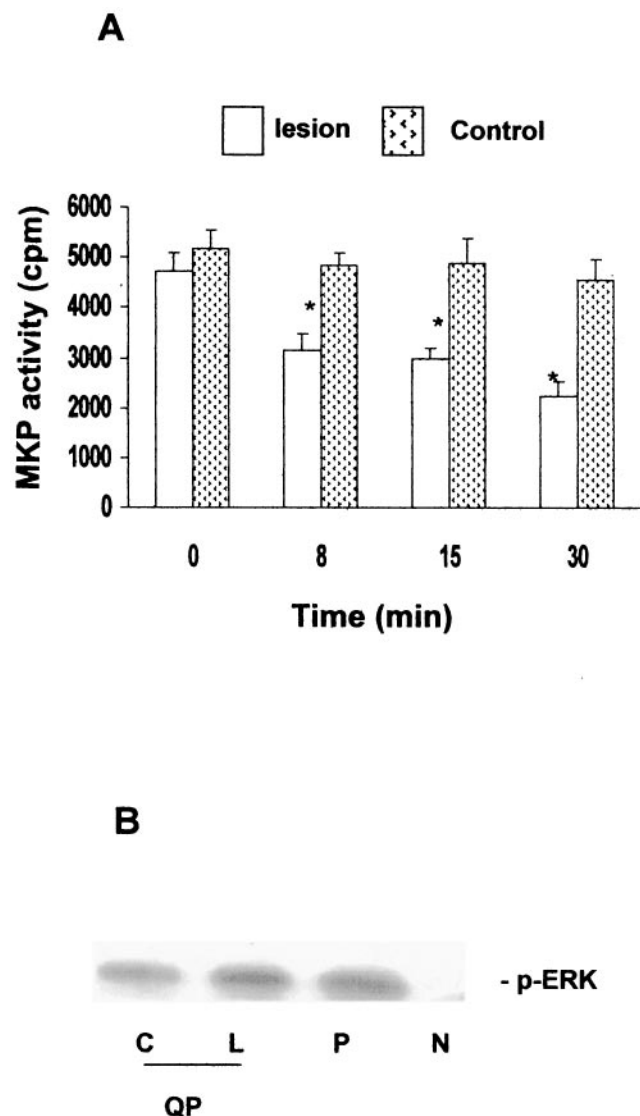 A
lesion Control
MKP activity (cpm)
6000
5000
4000
3000
2000
1000
0
* * *
0 8 15 30
Time (min)
B
- p-ERK
C L P N
QP